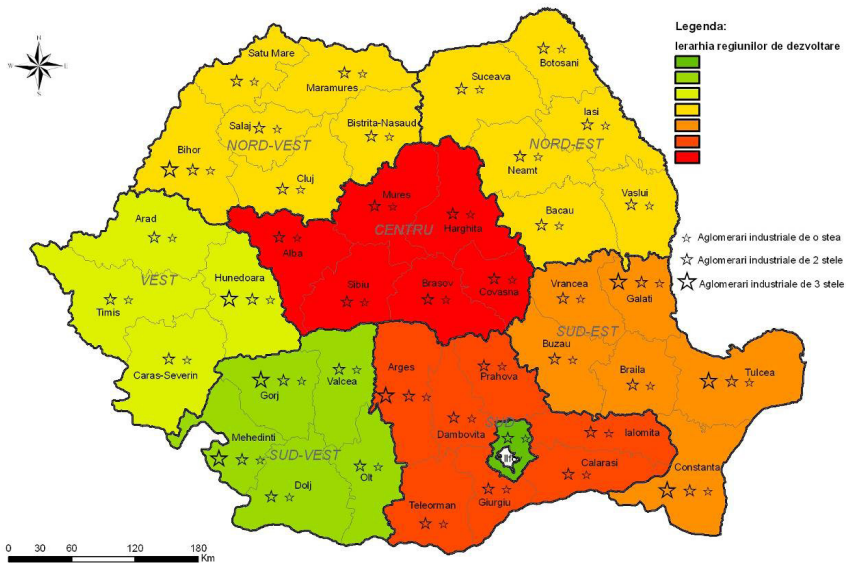 Legenda:
Ierarhia regiunilor de dezvoltare
N
W E
S
Satu Mare
Maramures
Suceava
Botosani
Salaj
Bistrita-Nasaud
Iasi
NORD-VEST
NORD-EST
Bihor
Neamt
Cluj
Mures
Vaslui
Arad
Bacau
CENTRU
Harghita
Alba
Aglomerari industriale de o stea
Aglomerari industriale de 2 stele
Aglomerari industriale de 3 stele
VEST
Hunedoara
Sibiu
Brasov
Covasna
Vrancea
Galati
Timis
SUD-EST
Buzau
Caras-Severin
Gorj
Valcea
Arges
Prahova
Braila
Tulcea
SUD
Mehedinti
Dambovita
Ialomita
SUD-VEST
Ilf
Olt
Calarasi
Constanta
Dolj
Teleorman
Giurgiu
0 30 60 120 180
Km